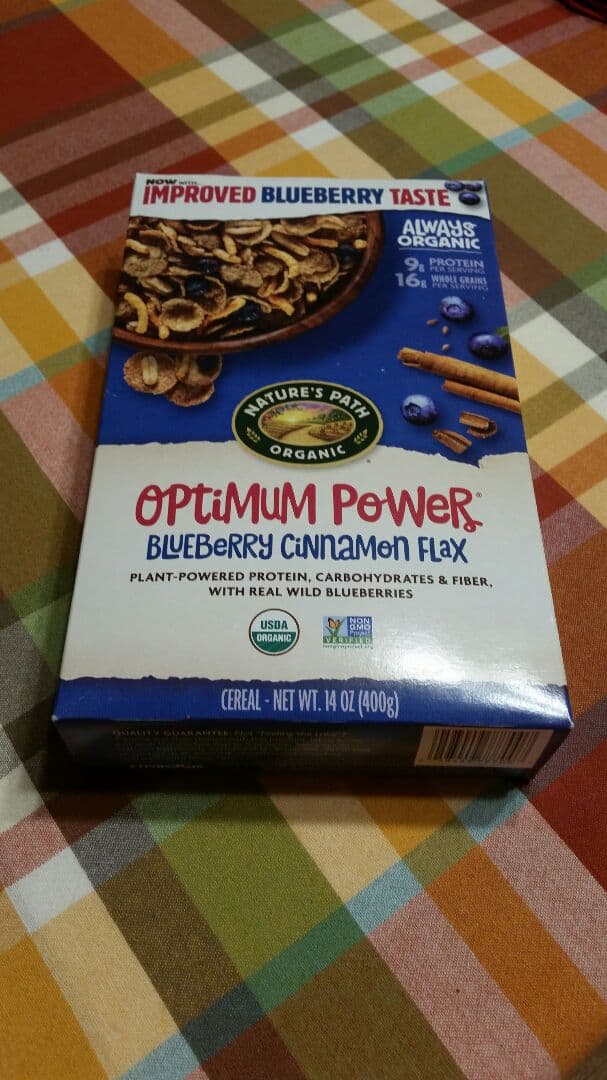 NOW WITH...
IMPROVED BLUEBERRY TASTE
ALWAYS
ORGANIC
9g PROTEIN
PER SERVING
16g WHOLE GRAINS
PER SERVING
NATURE'S PATH
ORGANIC
OPTiMUM POWER®
BLUEBERRY CiNNAMON FLAX
PLANT-POWERED PROTEIN, CARBOHYDRATES & FIBER,
WITH REAL WILD BLUEBERRIES
USDA
ORGANIC
NON
GMO
Project
VERIFIED
nongmoproject.org
CEREAL - NET WT. 14 OZ (400g)
QUALITY GUARANTEE: